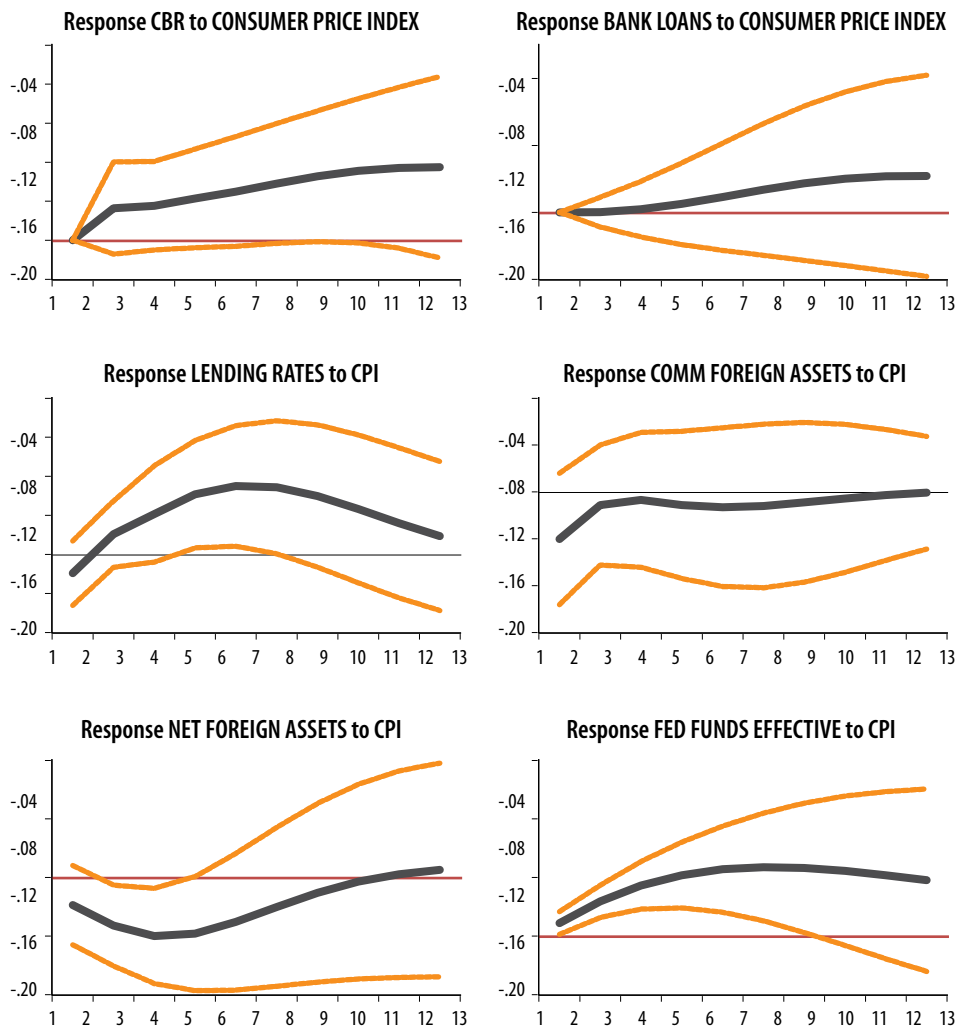 Response CBR to CONSUMER PRICE INDEX
-.04
-.08
-.12
-.16
-.20
1 2 3 4 5 6 7 8 9 10 11 12 13
Response BANK LOANS to CONSUMER PRICE INDEX
-.04
-.08
-.12
-.16
-.20
1 2 3 4 5 6 7 8 9 10 11 12 13
Response LENDING RATES to CPI
-.04
-.08
-.12
-.16
-.20
1 2 3 4 5 6 7 8 9 10 11 12 13
Response COMM FOREIGN ASSETS to CPI
-.04
-.08
-.12
-.16
-.20
1 2 3 4 5 6 7 8 9 10 11 12 13
Response NET FOREIGN ASSETS to CPI
-.04
-.08
-.12
-.16
-.20
1 2 3 4 5 6 7 8 9 10 11 12 13
Response FED FUNDS EFFECTIVE to CPI
-.04
-.08
-.12
-.16
-.20
1 2 3 4 5 6 7 8 9 10 11 12 13